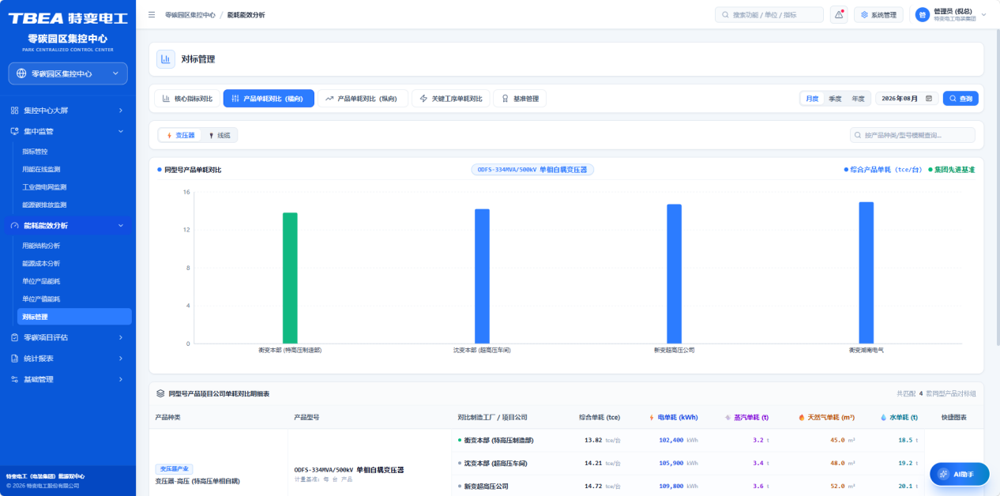 TBEA 特变电工
零碳园区集控中心
PARK CENTRALIZED CONTROL CENTER
零碳园区集控中心
集控中心大屏
集中监管
指标管控
用能在线监测
工业微电网监测
能源碳排放监测
能耗能效分析
用能结构分析
能源成本分析
单位产品能耗
单位产值能耗
对标管理
零碳项目评估
统计报表
基础管理
特变电工（电装集团）能源双中心
© 2026 特变电工股份有限公司
零碳园区集控中心 / 能耗能效分析
搜索功能 / 单位 / 指标
系统管理
管
管理员 (倪总)
特变电工电装集团
对标管理
核心指标对比
产品单耗对比（横向）
产品单耗对比（纵向）
关键工序单耗对比
基准管理
月度 季度 年度
2026年08月
查询
变压器 线缆
按产品种类/型号模糊查询...
同型号产品单耗对比
ODFS-334MVA/500kV 单相自耦变压器
综合产品单耗 (tce/台) 集团先进基准
16
12
8
4
0
衡变本部 (特高压制造部) 沈变本部 (超高压车间) 新变超高压公司 衡变湖南电气
同型号产品项目公司单耗对比明细表
共匹配 4 款同型产品对标组
产品种类 产品型号 对比制造工厂 / 项目公司 综合单耗 (tce) 电单耗 (kWh) 蒸汽单耗 (t) 天然气单耗 (m³) 水单耗 (t) 快捷图表
衡变本部 (特高压制造部) 13.82 tce/台 102,400 kWh 3.2 t 45.0 m³ 18.5 t
沈变本部 (超高压车间) 14.21 tce/台 105,900 kWh 3.4 t 48.0 m³ 19.2 t
变压器产业
变压器-高压 (特高压单相自耦)
ODFS-334MVA/500kV 单相自耦变压器
计量基准: 每 台 产品
新变超高压公司 14.72 tce/台 109,800 kWh 3.6 t 52.0 m³ 20.1 t
AI助手